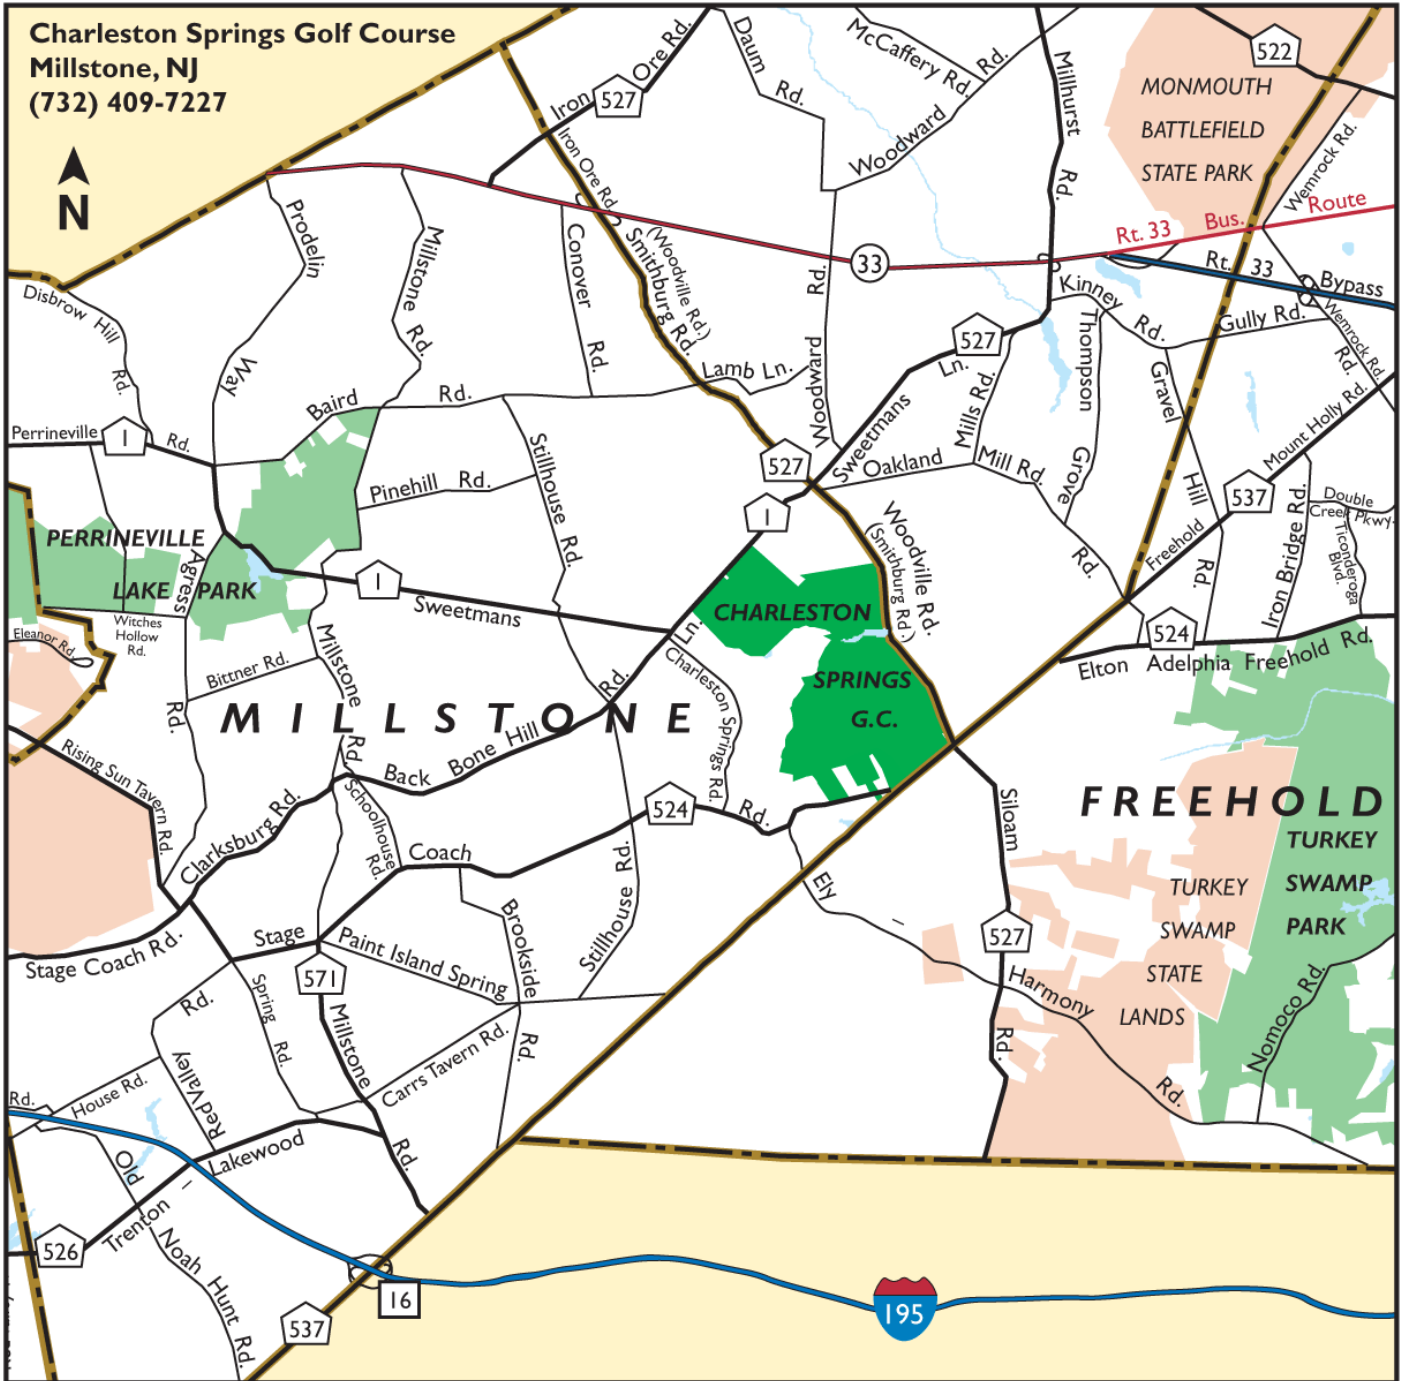 Charleston Springs Golf Course
Millstone, NJ
(732) 409-7227
N
Iron Ore Rd.
527
Daum Rd.
McCaffery Rd.
Woodward Rd.
Millhurst Rd.
522
MONMOUTH
BATTLEFIELD
STATE PARK
Wemrock Rd.
Rt. 33 Bus. Route
Rt. 33 Bypass
Iron Ore Rd.
Prodelin Way
Millstone Rd.
Conover Rd.
Smithburg Rd.
(Woodville Rd.)
33
Woodward Rd.
Kinney Rd.
Gully Rd.
Wemrock Rd.
Rd.
Disbrow Hill Rd.
527
Sweetmans Ln.
Mills Rd.
Thompson Grove
Gravel Hill Rd.
Mount Holly Rd.
Lamb Ln.
Baird Rd.
Perrineville Rd.
1
527
Oakland Mill Rd.
Rd.
Pinehill Rd.
Stillhouse Rd.
537
Freehold
Double
Creek Pkwy.
Iron Bridge Rd.
Ticonderoga
Blvd.
1
Woodville Rd.
(Smithburg Rd.)
PERRINEVILLE
LAKE PARK
Agress Rd.
1
Sweetmans Ln.
CHARLESTON
SPRINGS
G.C.
Witches
Hollow
Rd.
Eleanor Rd.
Bittner Rd.
Millstone Rd.
Charleston Springs Rd.
524
Elton Adelphia Freehold Rd.
MILLSTONE
Rising Sun Tavern Rd.
Back Bone Hill Rd.
Clarksburg Rd.
Schoolhouse
Rd.
524
Siloam Rd.
FREEHOLD
TURKEY
SWAMP
PARK
TURKEY
SWAMP
STATE
LANDS
Stage Coach Rd.
Stage Coach Rd.
Ely
Harmony Rd.
527
Nomoco Rd.
Stillhouse Rd.
Brookside Rd.
Paint Island Spring
571
Spring Rd.
Millstone Rd.
Carrs Tavern Rd.
Red Valley Rd.
House Rd.
Rd.
Old
Noah Hunt Rd.
Trenton Lakewood
526
16
537
195